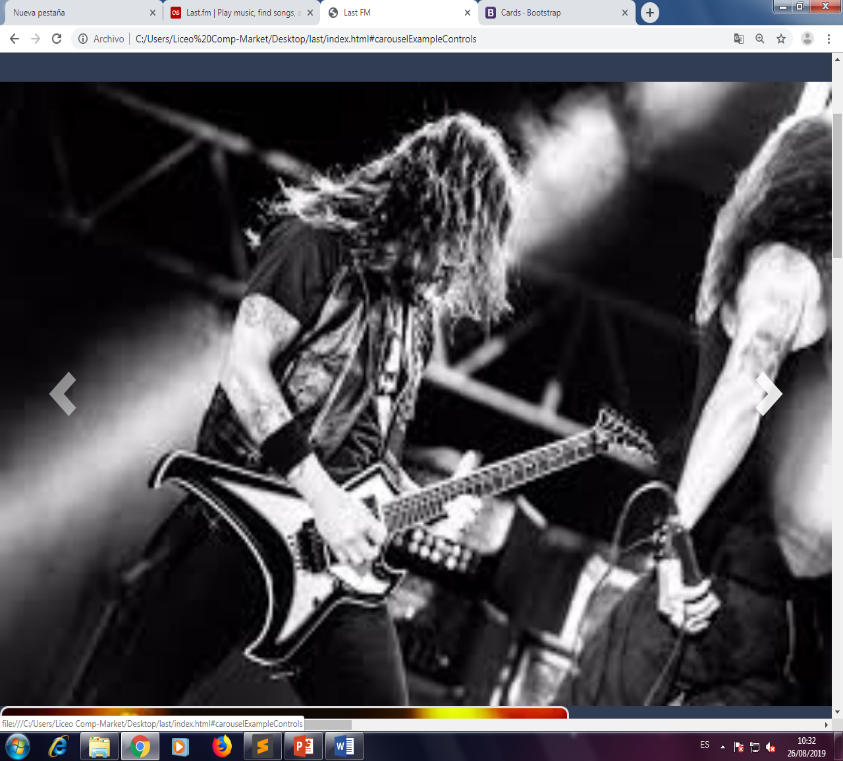 Nueva pestaña
Last.fm | Play music, find songs, a
Last FM
Cards - Bootstrap
Archivo | C:/Users/Liceo%20Comp-Market/Desktop/last/index.html#carouselExampleControls
file:///C:/Users/Liceo Comp-Market/Desktop/last/index.html#carouselExampleControls
ES
10:32
26/08/2019